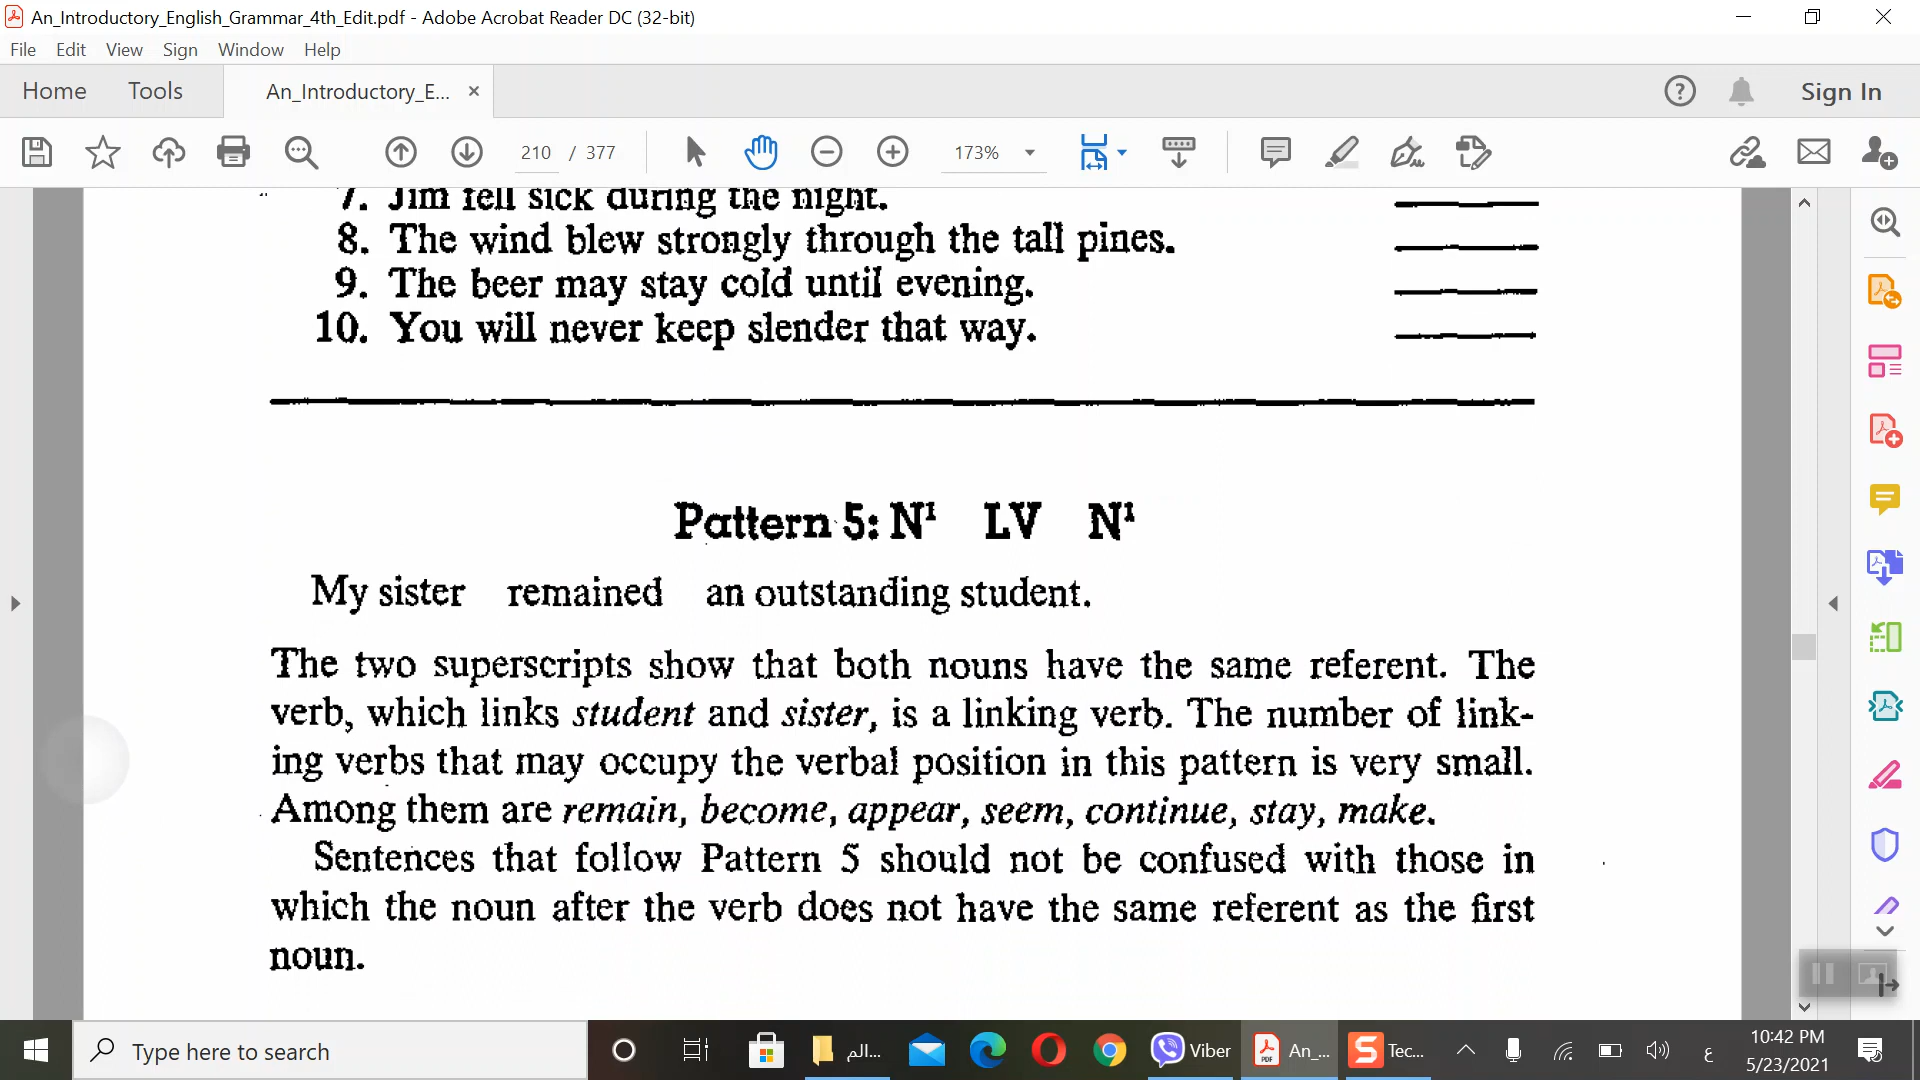 An_Introductory_English_Grammar_4th_Edit.pdf - Adobe Acrobat Reader DC (32-bit)
File Edit View Sign Window Help
Home Tools An_Introductory_E... × Sign In
210 / 377 173%
7. Jim fell sick during the night.
8. The wind blew strongly through the tall pines.
9. The beer may stay cold until evening.
10. You will never keep slender that way.
Pattern 5: N¹ LV N¹
My sister remained an outstanding student.
The two superscripts show that both nouns have the same referent. The
verb, which links student and sister, is a linking verb. The number of link-
ing verbs that may occupy the verbal position in this pattern is very small.
Among them are remain, become, appear, seem, continue, stay, make.
Sentences that follow Pattern 5 should not be confused with those in
which the noun after the verb does not have the same referent as the first
noun.
Type here to search
الم...
Viber
An_...
Tec...
ع
10:42 PM
5/23/2021